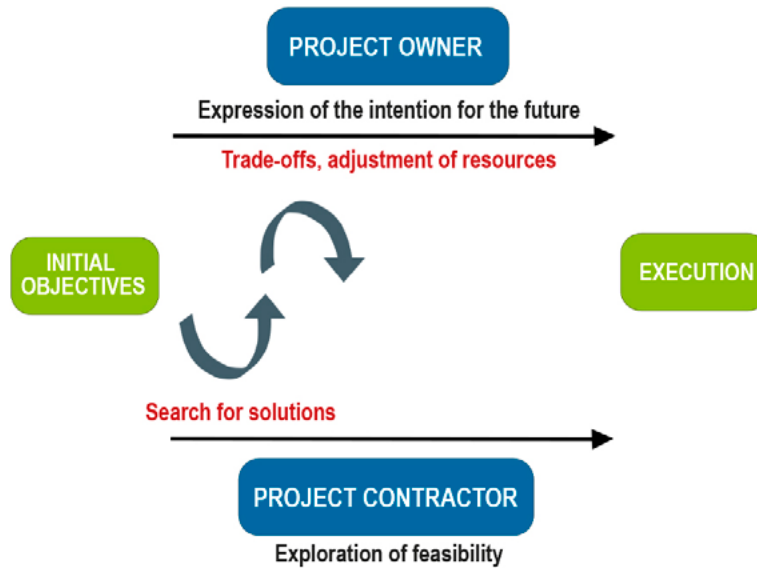 PROJECT OWNER
Expression of the intention for the future
Trade-offs, adjustment of resources
INITIAL
OBJECTIVES
EXECUTION
Search for solutions
PROJECT CONTRACTOR
Exploration of feasibility